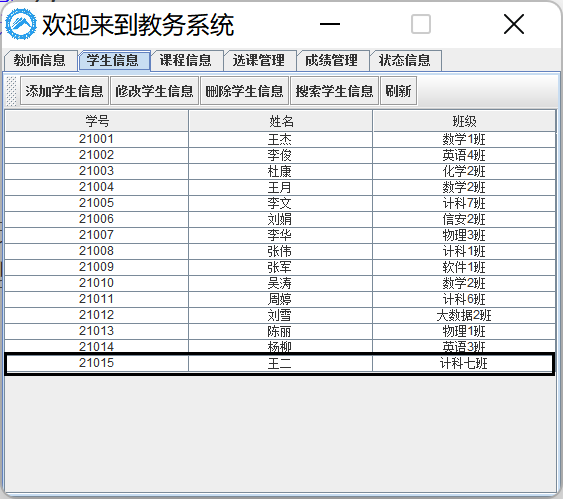 欢迎来到教务系统
教师信息 学生信息 课程信息 选课管理 成绩管理 状态信息
添加学生信息 修改学生信息 删除学生信息 搜索学生信息 刷新
学号 姓名 班级
21001 王杰 数学1班
21002 李俊 英语4班
21003 杜康 化学2班
21004 王月 数学2班
21005 李文 计科7班
21006 刘娟 信安2班
21007 李华 物理3班
21008 张伟 计科1班
21009 张军 软件1班
21010 吴涛 数学2班
21011 周婷 计科6班
21012 刘雪 大数据2班
21013 陈丽 物理1班
21014 杨柳 英语3班
21015 王二 计科七班